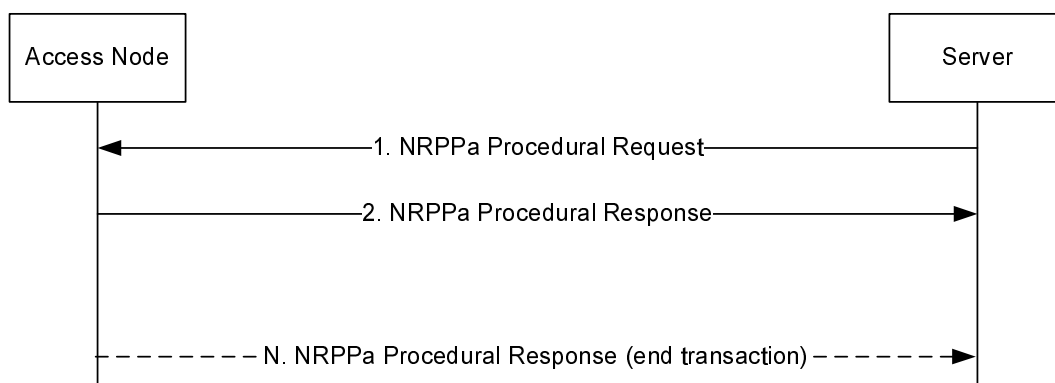 Access Node
Server
1. NRPPa Procedural Request
2. NRPPa Procedural Response
N. NRPPa Procedural Response (end transaction)